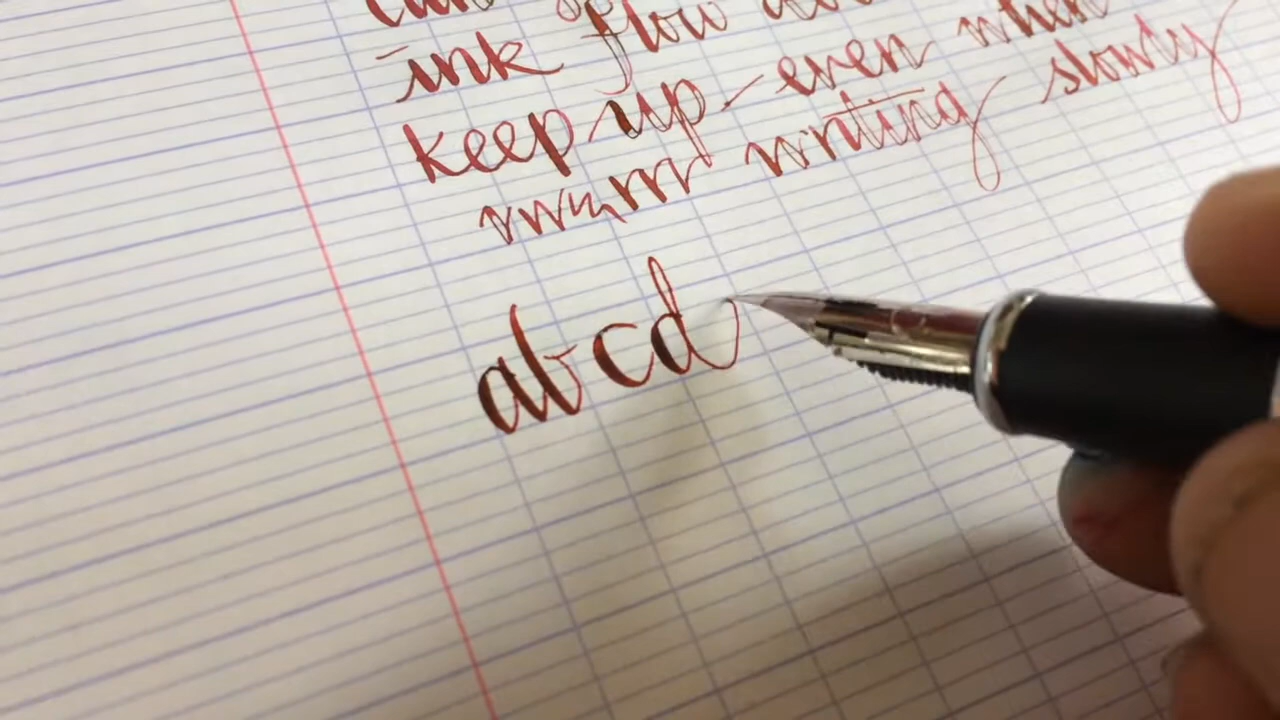 ink flow
keep up - even when
writing slowly
abcd